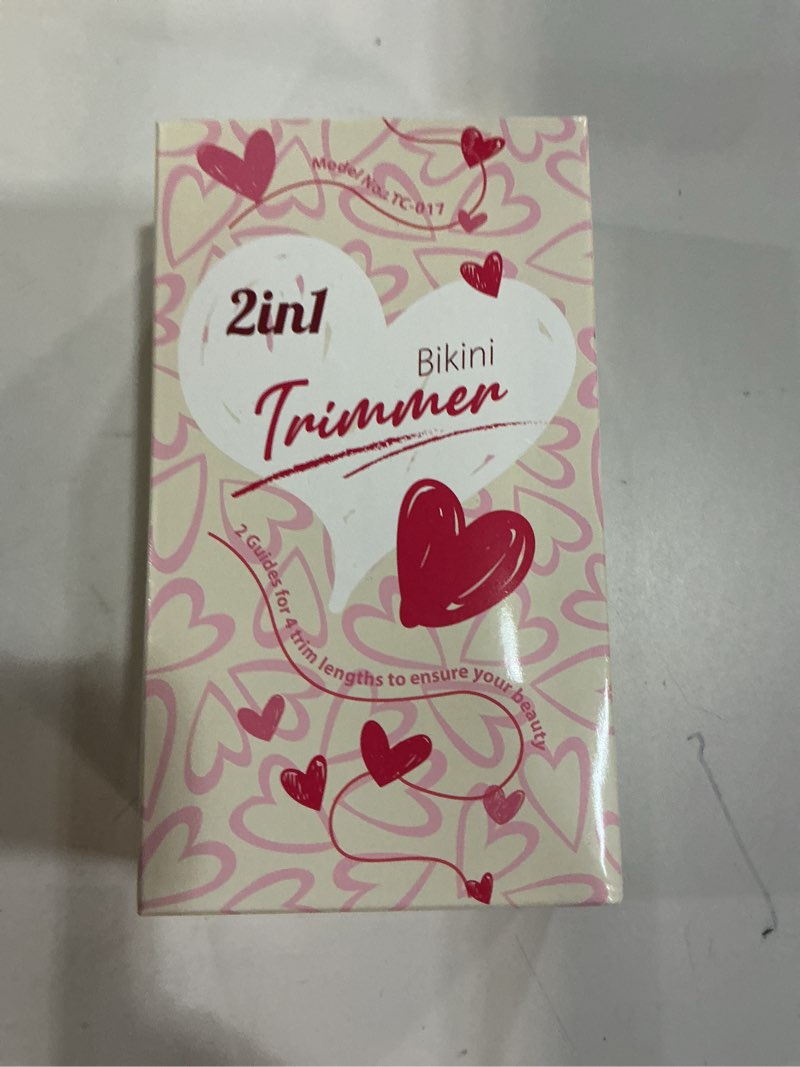 Model No.: TC-017
2in1
Bikini
Trimmer
2 Guides for 4 trim lengths to ensure your beauty